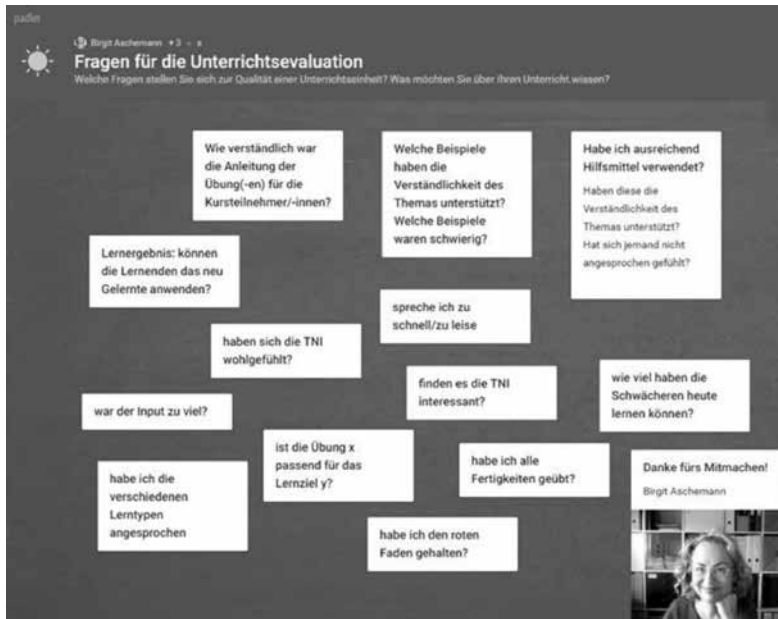 padlet
Birgit Aschemann +3
Fragen für die Unterrichtsevaluation
Welche Fragen stellen Sie sich zur Qualität einer Unterrichtseinheit? Was möchten Sie über Ihren Unterricht wissen?
Wie verständlich war
die Anleitung der
Übung(-en) für die
Kursteilnehmer/-innen?
Welche Beispiele
haben die
Verständlichkeit des
Themas unterstützt?
Welche Beispiele
waren schwierig?
Habe ich ausreichend
Hilfsmittel verwendet?
Haben diese die
Verständlichkeit des
Themas unterstützt?
Hat sich jemand nicht
angesprochen gefühlt?
Lernergebnis: können
die Lernenden das neu
Gelernte anwenden?
spreche ich zu
schnell/zu leise
haben sich die TNI
wohlgefühlt?
finden es die TNI
interessant?
wie viel haben die
Schwächeren heute
lernen können?
war der Input zu viel?
ist die Übung x
passend für das
Lernziel y?
habe ich alle
Fertigkeiten geübt?
habe ich die
verschiedenen
Lerntypen
angesprochen
habe ich den roten
Faden gehalten?
Danke fürs Mitmachen!
Birgit Aschemann